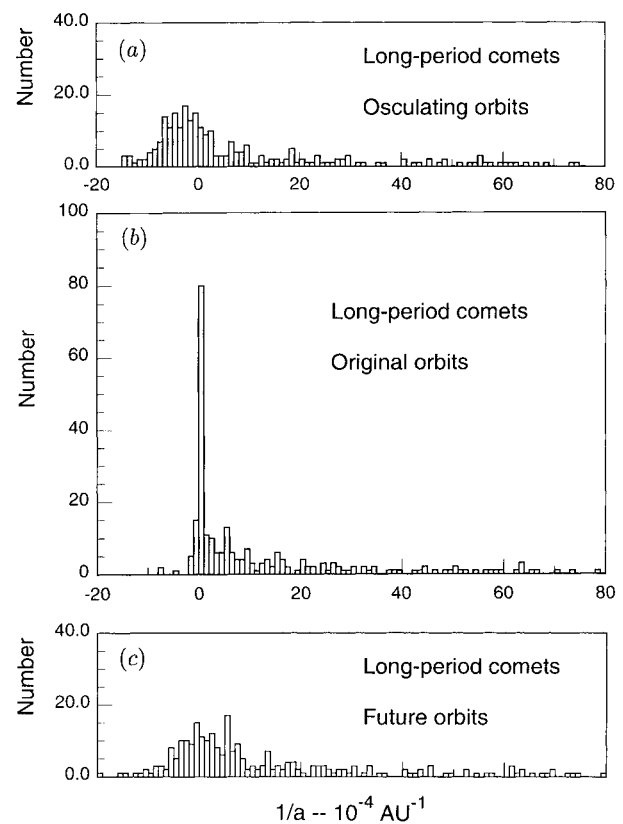 Number
40.0
20.0
0.0
(a)
Long-period comets
Osculating orbits
-20 0 20 40 60 80
Number
100
80
60
40
20
0
(b)
Long-period comets
Original orbits
-20 0 20 40 60 80
Number
40.0
20.0
0.0
(c)
Long-period comets
Future orbits
1/a -- 10⁻⁴ AU⁻¹